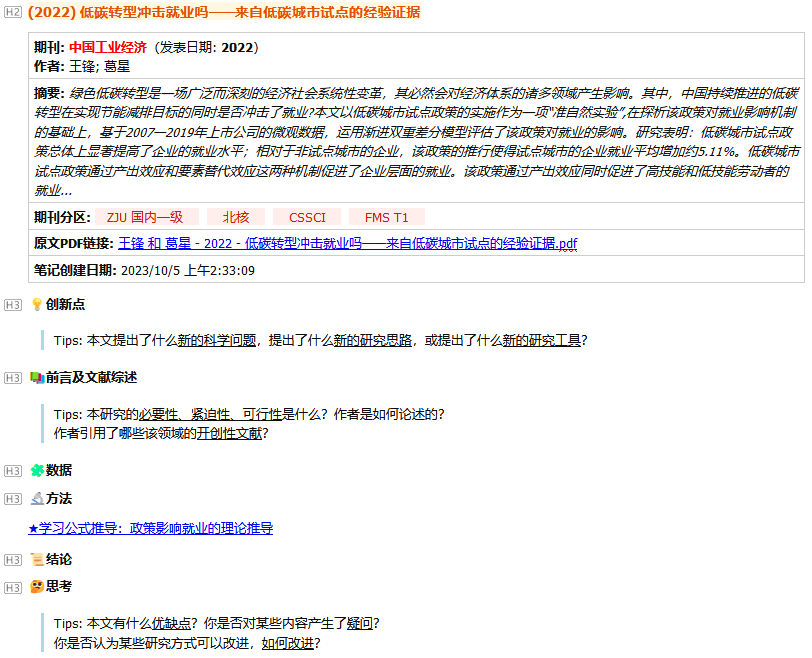 H2 (2022) 低碳转型冲击就业吗——来自低碳城市试点的经验证据
期刊: 中国工业经济（发表日期: 2022）
作者: 王锋; 葛星
摘要: 绿色低碳转型是一场广泛而深刻的经济社会系统性变革，其必然会对经济体系的诸多领域产生影响。其中，中国持续推进的低碳
转型在实现节能减排目标的同时是否冲击了就业?本文以低碳城市试点政策的实施作为一项“准自然实验”,在探析该政策对就业影响机制
的基础上，基于2007—2019年上市公司的微观数据，运用渐进双重差分模型评估了该政策对就业的影响。研究表明：低碳城市试点政
策总体上显著提高了企业的就业水平；相对于非试点城市的企业，该政策的推行使得试点城市的企业就业平均增加约5.11%。低碳城市
试点政策通过产出效应和要素替代效应这两种机制促进了企业层面的就业。该政策通过产出效应同时促进了高技能和低技能劳动者的
就业...
期刊分区: ZJU 国内一级 北核 CSSCI FMS T1
原文PDF链接: 王锋 和 葛星 - 2022 - 低碳转型冲击就业吗——来自低碳城市试点的经验证据.pdf
笔记创建日期: 2023/10/5 上午2:33:09
H3 💡创新点
Tips: 本文提出了什么新的科学问题，提出了什么新的研究思路，或提出了什么新的研究工具?
H3 📚前言及文献综述
Tips: 本研究的必要性、紧迫性、可行性是什么？作者是如何论述的?
作者引用了哪些该领域的开创性文献?
H3 🧩数据
H3 🔬方法
★学习公式推导：政策影响就业的理论推导
H3 📜结论
H3 🤔思考
Tips: 本文有什么优缺点？你是否对某些内容产生了疑问?
你是否认为某些研究方式可以改进，如何改进?